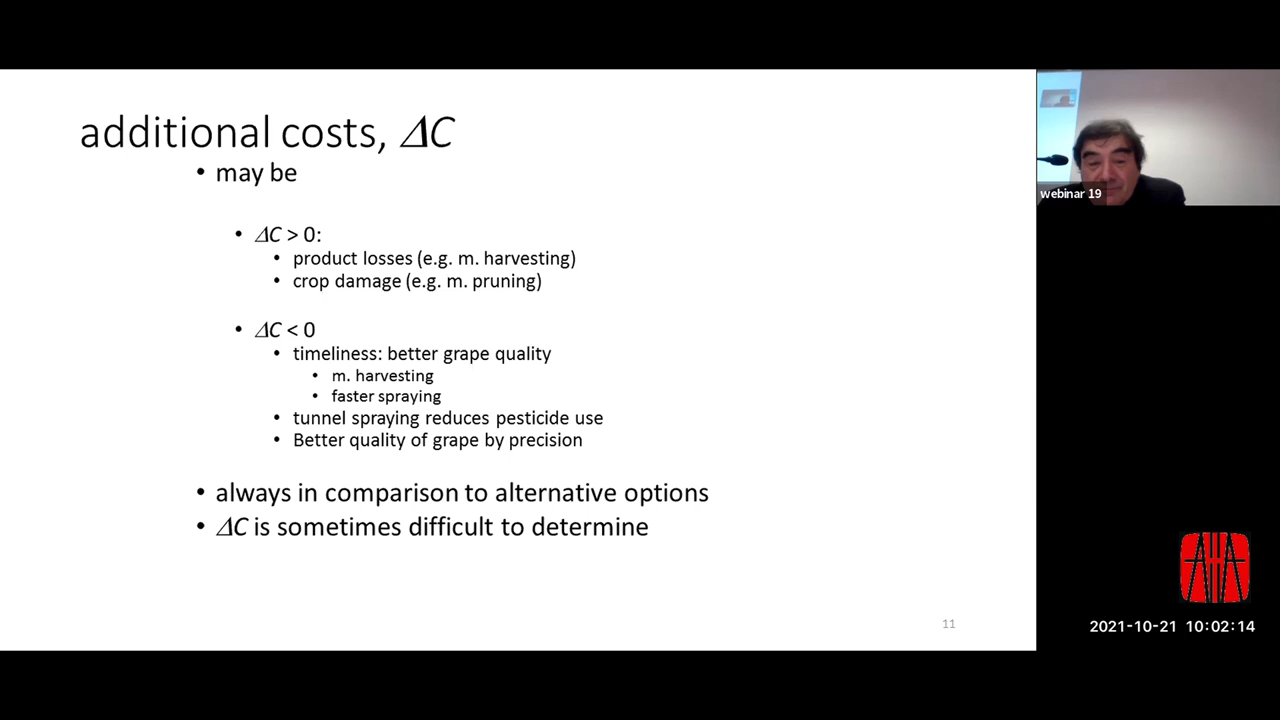 additional costs, ΔC
• may be
• ΔC > 0:
• product losses (e.g. m. harvesting)
• crop damage (e.g. m. pruning)
• ΔC < 0
• timeliness: better grape quality
• m. harvesting
• faster spraying
• tunnel spraying reduces pesticide use
• Better quality of grape by precision
• always in comparison to alternative options
• ΔC is sometimes difficult to determine
11
webinar 19
2021-10-21 10:02:14